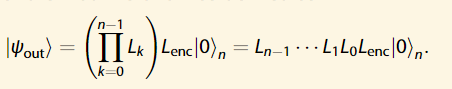 |ψ_out⟩ = (∏_{k=0}^{n−1} L_k) L_enc|0⟩_n = L_{n−1} ⋯ L_1 L_0 L_enc|0⟩_n.